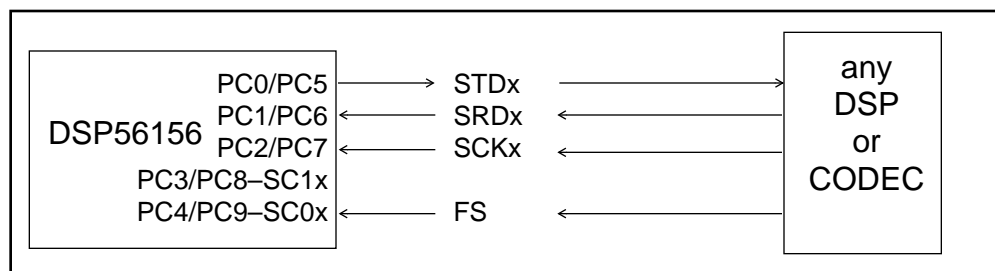 DSP56156
PC0/PC5
PC1/PC6
PC2/PC7
PC3/PC8–SC1x
PC4/PC9–SC0x
STDx
SRDx
SCKx
FS
any
DSP
or
CODEC